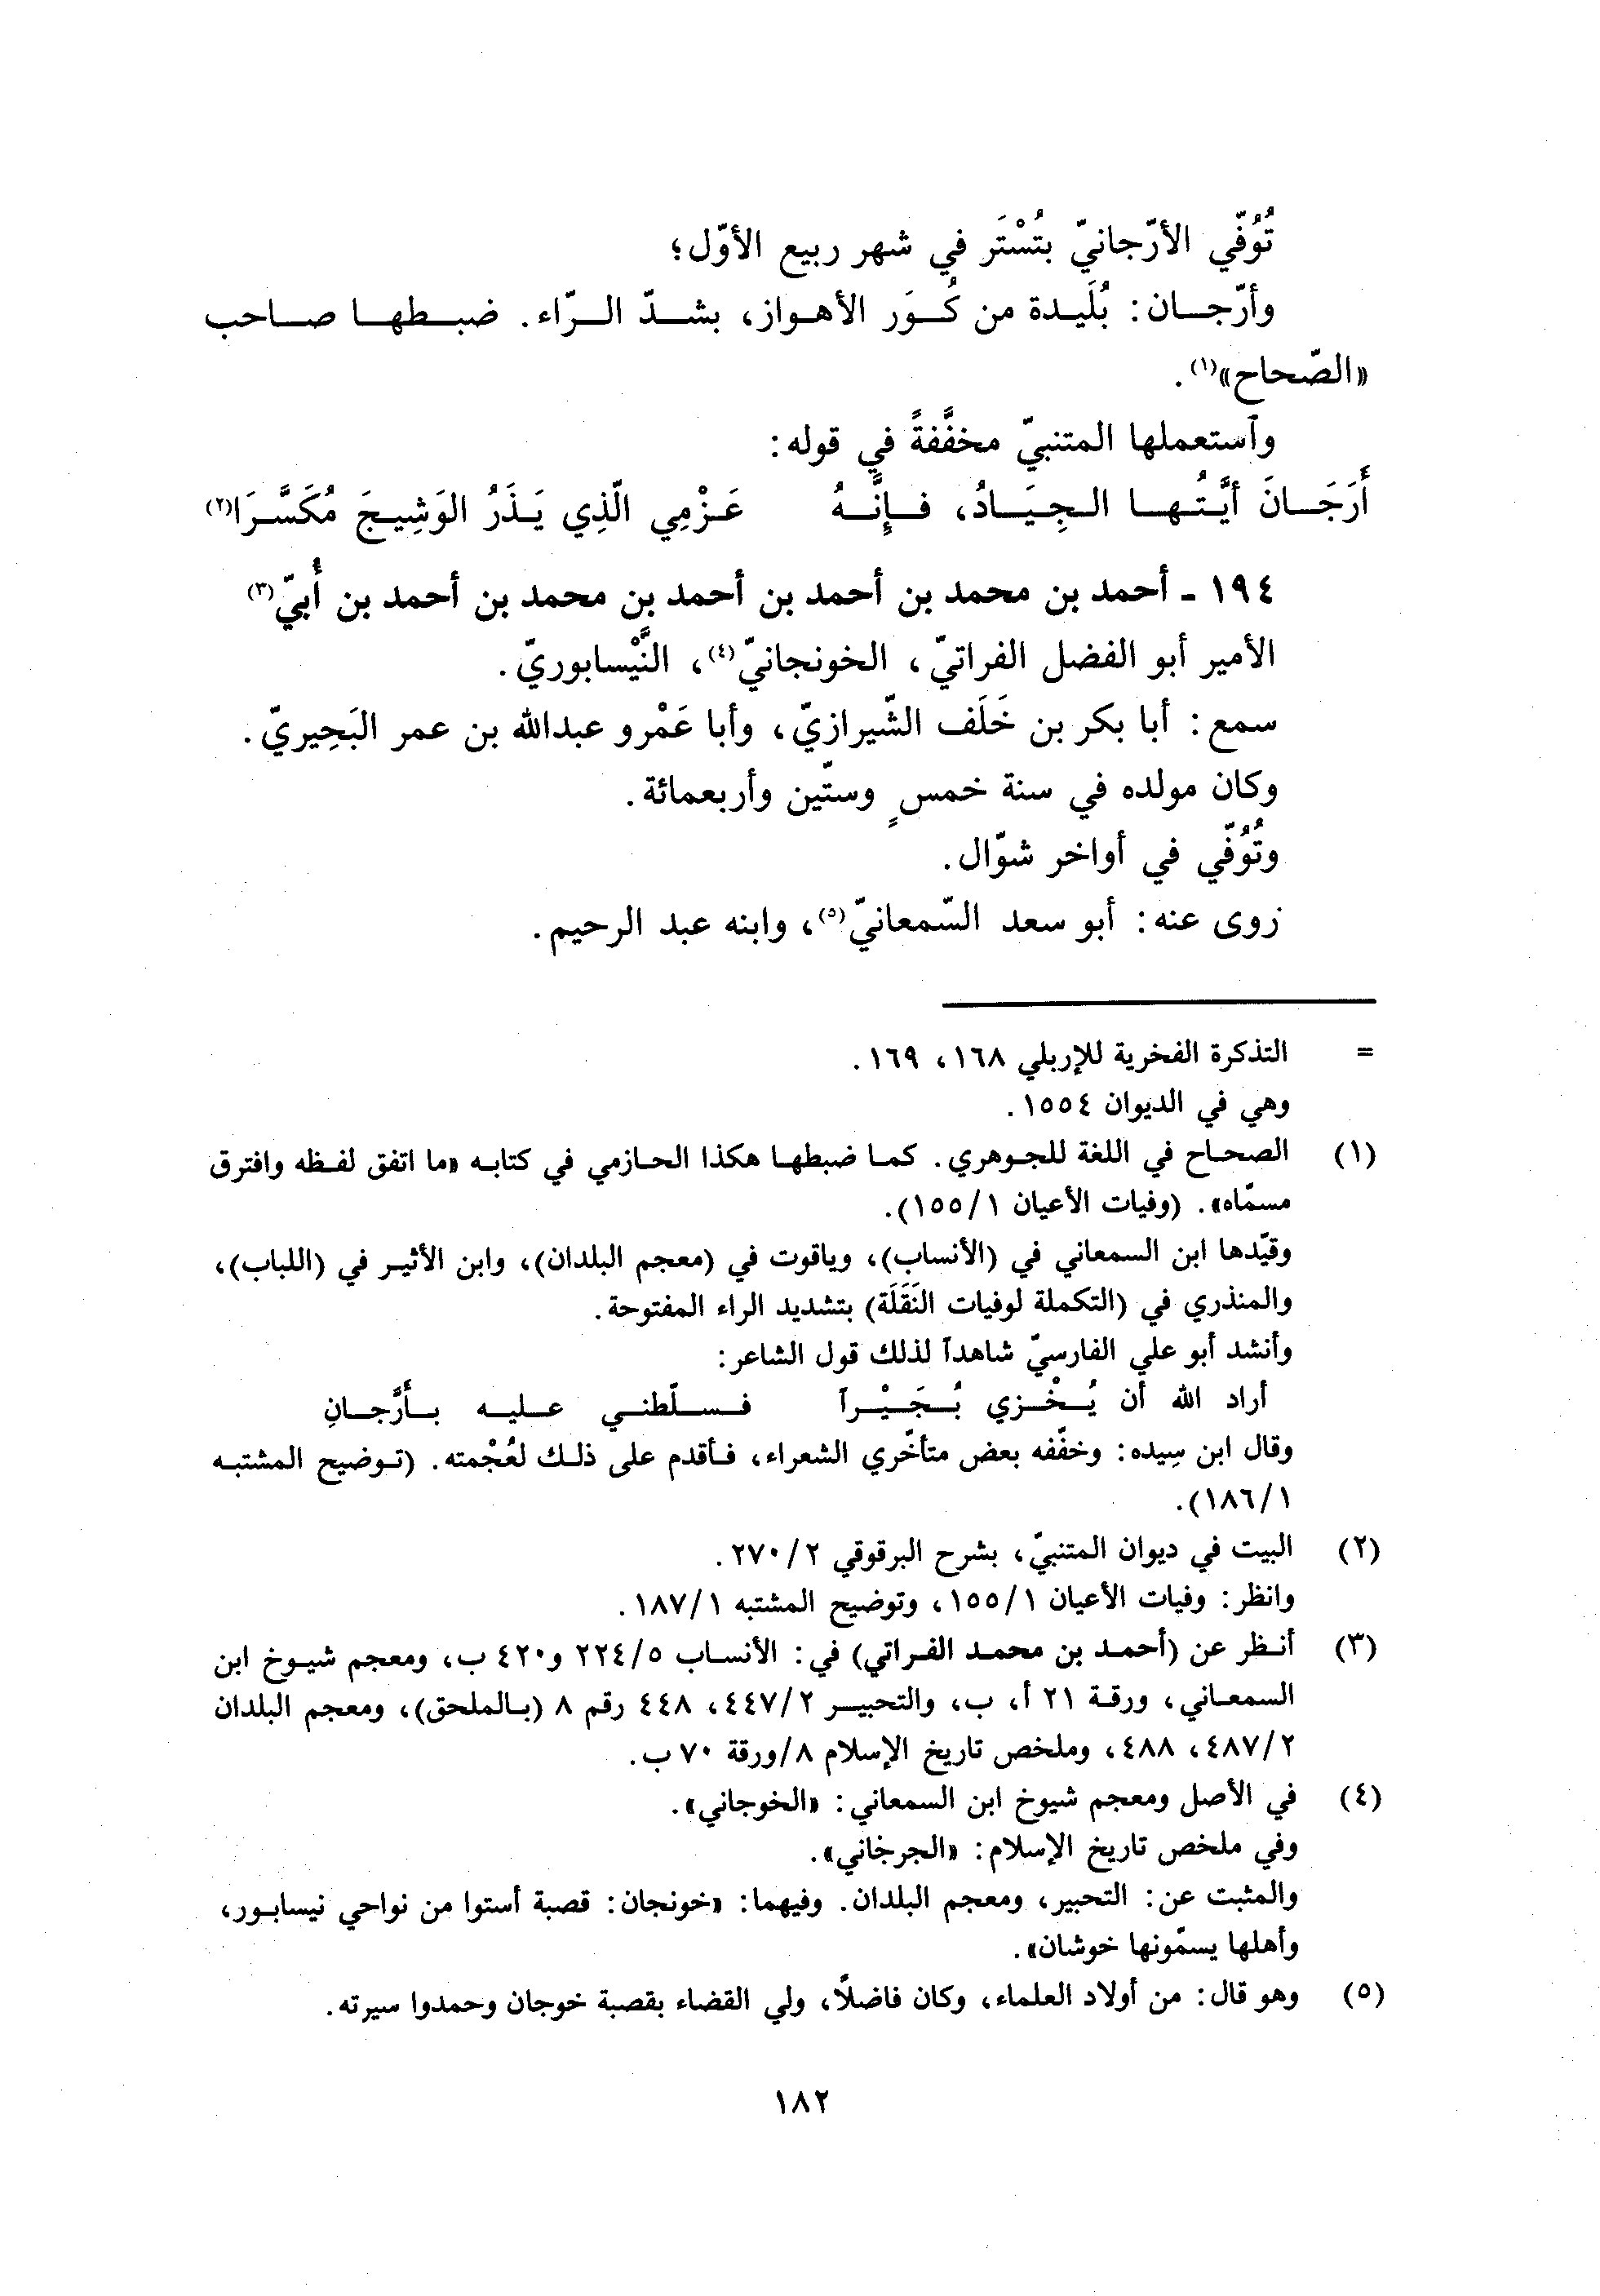 تُوُفّي الأرّجانيّ بتُسْتَر في شهر ربيع الأوّل؛
وأرّجان: بُلَيدة من كُوَر الأهواز، بشدّ الرّاء. ضبطها صاحب
«الصّحاح»(١).
وآستعملها المتنبيّ مخفَّفةً في قوله:
أَرَجَانَ أيَّتُها الجِيَادُ، فإنَّهُ عَزْمِي الّذِي يَذَرُ الوَشِيجَ مُكَسَّرَا(٢)
١٩٤ - أحمد بن محمد بن أحمد بن أحمد بن محمد بن أحمد بن أُبيّ(٣)
الأمير أبو الفضل الفراتيّ، الخونجانيّ(٤)، النَّيْسابوريّ.
سمع: أبا بكر بن خَلَف الشّيرازيّ، وأبا عَمْرو عبدالله بن عمر البَحِيريّ.
وكان مولده في سنة خمسٍ وستّين وأربعمائة.
وتُوُفّي في أواخر شوّال.
روى عنه: أبو سعد السّمعانيّ(٥)، وابنه عبد الرحيم.
= التذكرة الفخرية للإربلي ١٦٨، ١٦٩.
وهي في الديوان ١٥٥٤.
(١) الصحاح في اللغة للجوهري. كما ضبطها هكذا الحازمي في كتابه «ما اتفق لفظه وافترق
مسمّاه». (وفيات الأعيان ١/١٥٥).
وقيّدها ابن السمعاني في (الأنساب)، وياقوت في (معجم البلدان)، وابن الأثير في (اللباب)،
والمنذري في (التكملة لوفيات النَقَلَة) بتشديد الراء المفتوحة.
وأنشد أبو علي الفارسيّ شاهداً لذلك قول الشاعر:
أراد الله أن يُخْزي بُجَيْراً فسلّطني عليه بأرَّجانِ
وقال ابن سِيده: وخفّفه بعض متأخّري الشعراء، فأقدم على ذلك لعُجْمته. (توضيح المشتبه
١/١٨٦).
(٢) البيت في ديوان المتنبيّ، بشرح البرقوقي ٢/٢٧٠.
وانظر: وفيات الأعيان ١/١٥٥، وتوضيح المشتبه ١/١٨٧.
(٣) أنظر عن (أحمد بن محمد الفراتي) في: الأنساب ٥/٢٢٤ و٤٢٠ ب، ومعجم شيوخ ابن
السمعاني، ورقة ٢١ أ، ب، والتحبير ٢/٤٤٧، ٤٤٨ رقم ٨ (بالملحق)، ومعجم البلدان
٢/٤٨٧، ٤٨٨، وملخص تاريخ الإسلام ٨/ورقة ٧٠ ب.
(٤) في الأصل ومعجم شيوخ ابن السمعاني: «الخوجاني».
وفي ملخص تاريخ الإسلام: «الجرخاني».
والمثبت عن: التحبير، ومعجم البلدان. وفيهما: «خونجان: قصبة أستوا من نواحي نيسابور،
وأهلها يسمّونها خوشان».
(٥) وهو قال: من أولاد العلماء، وكان فاضلاً، ولي القضاء بقصبة خوجان وحمدوا سيرته.
١٨٢